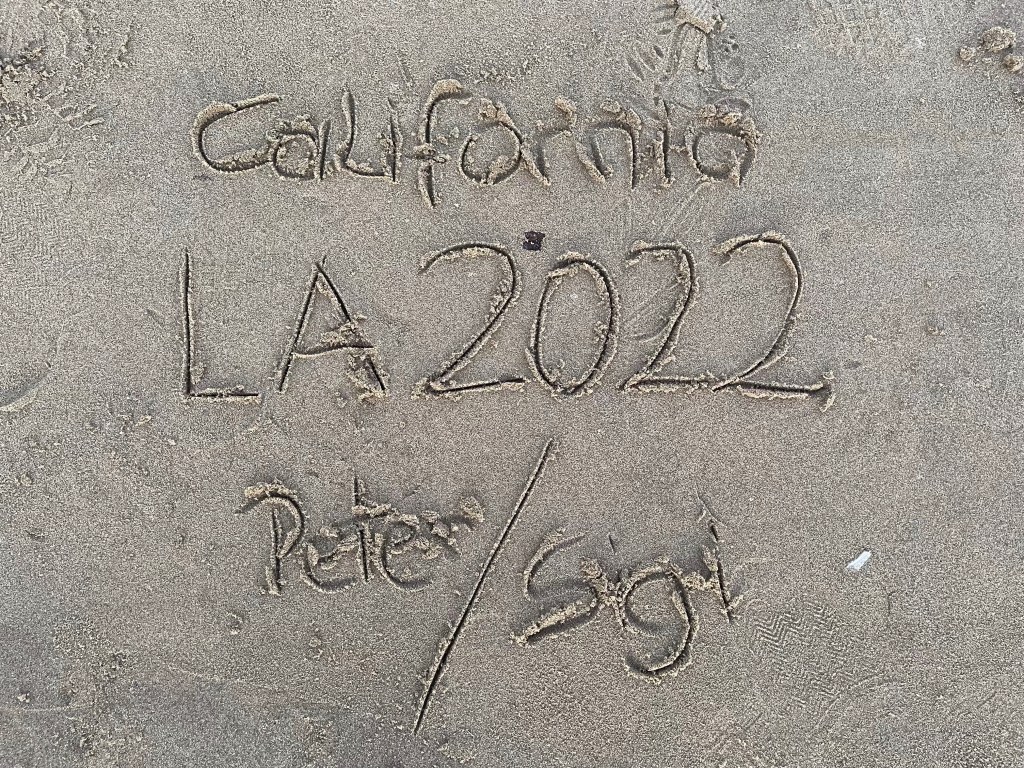 California
LA 2022
Peter / Sigi